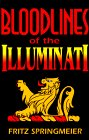 BLOODLINES
of the
ILLUMINATI
FRITZ SPRINGMEIER